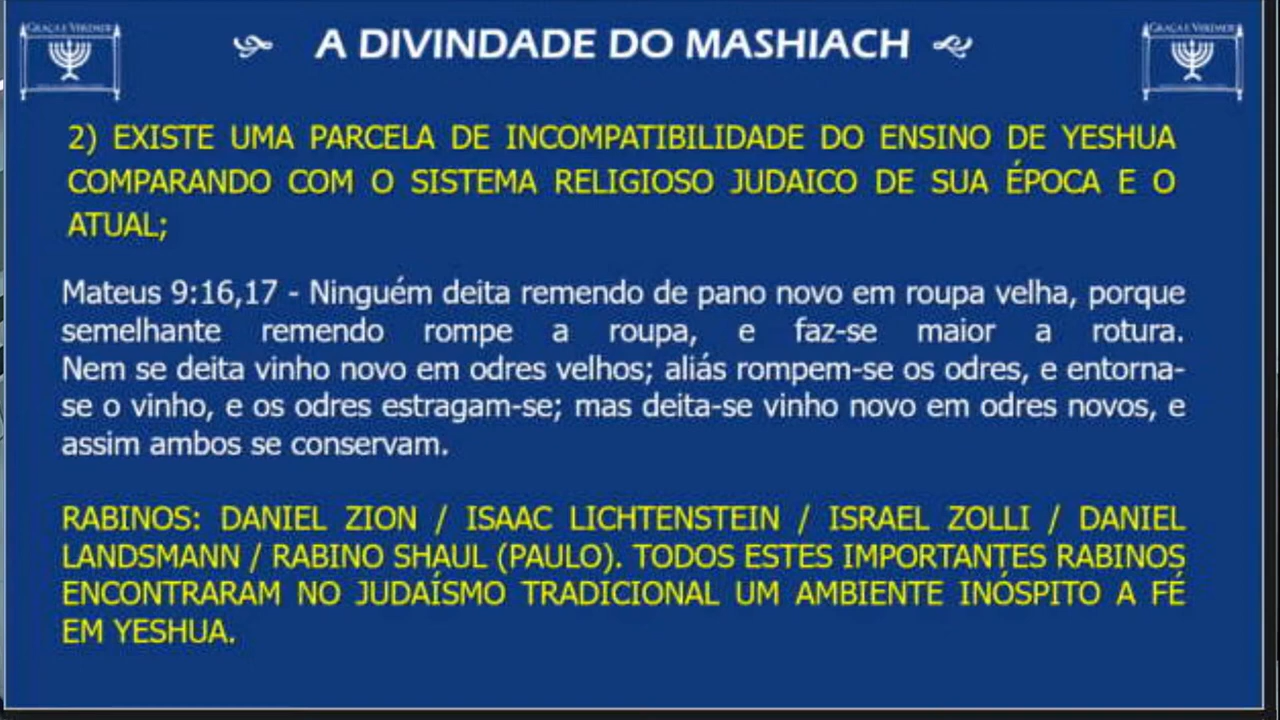 GRAÇA E VERDADE
A DIVINDADE DO MASHIACH
GRAÇA E VERDADE
2) EXISTE UMA PARCELA DE INCOMPATIBILIDADE DO ENSINO DE YESHUA
COMPARANDO COM O SISTEMA RELIGIOSO JUDAICO DE SUA ÉPOCA E O
ATUAL;
Mateus 9:16,17 - Ninguém deita remendo de pano novo em roupa velha, porque
semelhante remendo rompe a roupa, e faz-se maior a rotura.
Nem se deita vinho novo em odres velhos; aliás rompem-se os odres, e entorna-
se o vinho, e os odres estragam-se; mas deita-se vinho novo em odres novos, e
assim ambos se conservam.
RABINOS: DANIEL ZION / ISAAC LICHTENSTEIN / ISRAEL ZOLLI / DANIEL
LANDSMANN / RABINO SHAUL (PAULO). TODOS ESTES IMPORTANTES RABINOS
ENCONTRARAM NO JUDAÍSMO TRADICIONAL UM AMBIENTE INÓSPITO A FÉ
EM YESHUA.